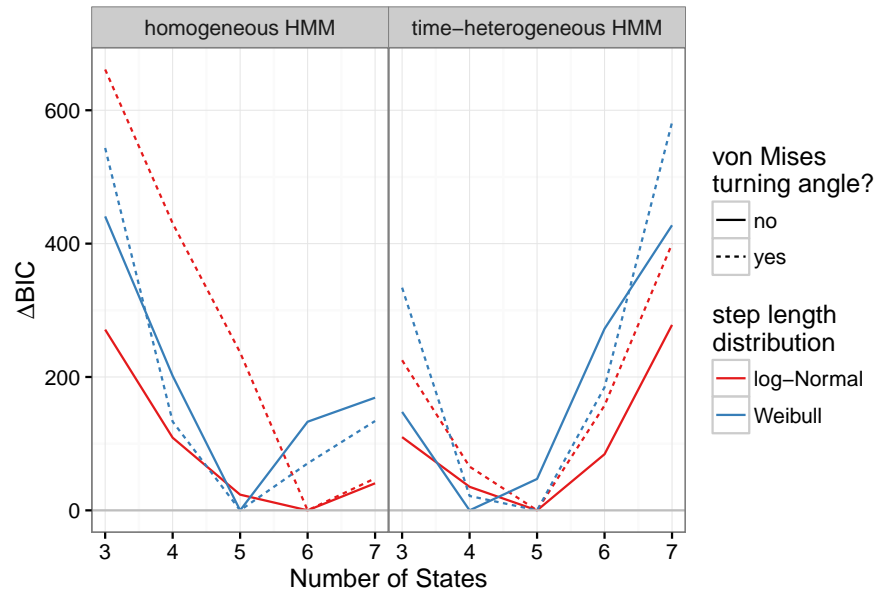 homogeneous HMM
time−heterogeneous HMM
600
400
200
0
ΔBIC
3 4 5 6 7
3 4 5 6 7
Number of States
von Mises
turning angle?
no
yes
step length
distribution
log−Normal
Weibull